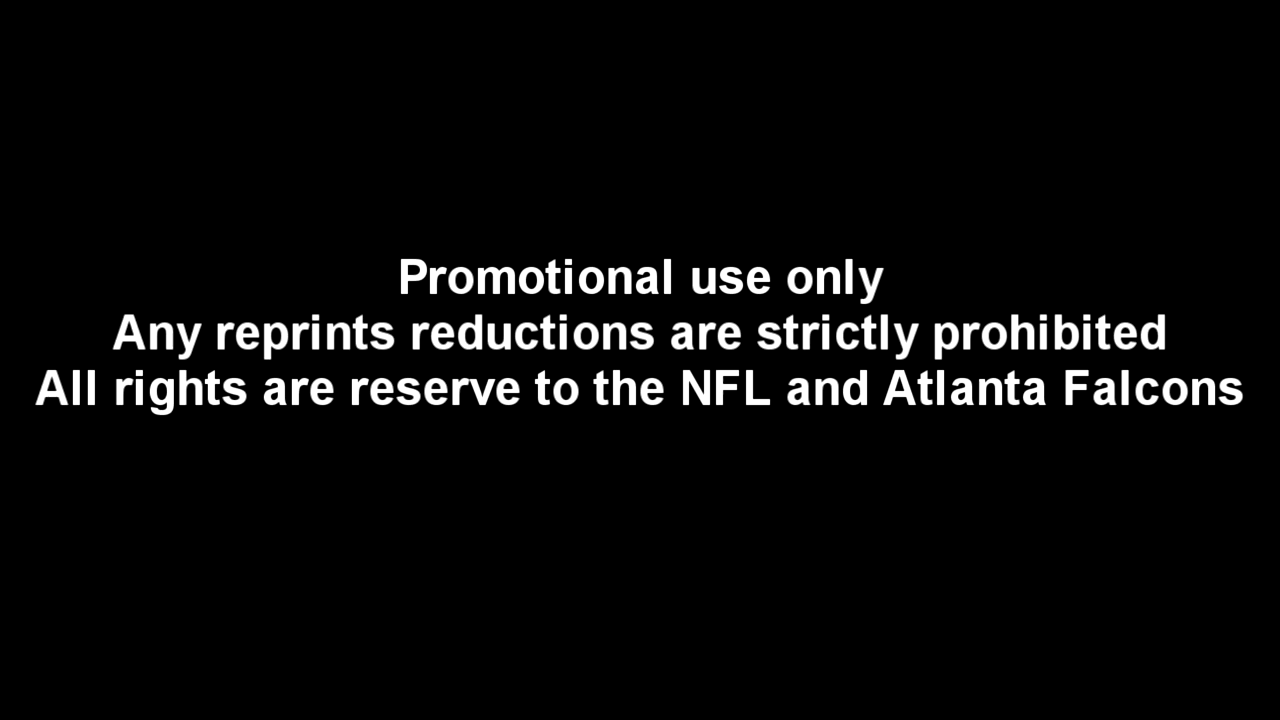 Promotional use only
Any reprints reductions are strictly prohibited
All rights are reserve to the NFL and Atlanta Falcons